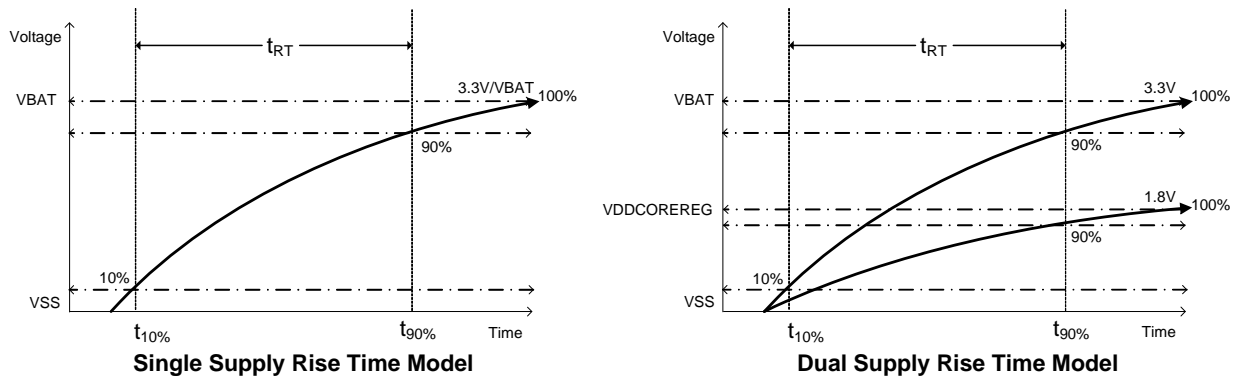 Voltage
tRT
3.3V/VBAT
100%
VBAT
90%
10%
VSS
t10%
t90%
Time
Single Supply Rise Time Model
Voltage
tRT
3.3V
100%
VBAT
90%
1.8V
100%
VDDCOREREG
90%
10%
VSS
t10%
t90%
Time
Dual Supply Rise Time Model